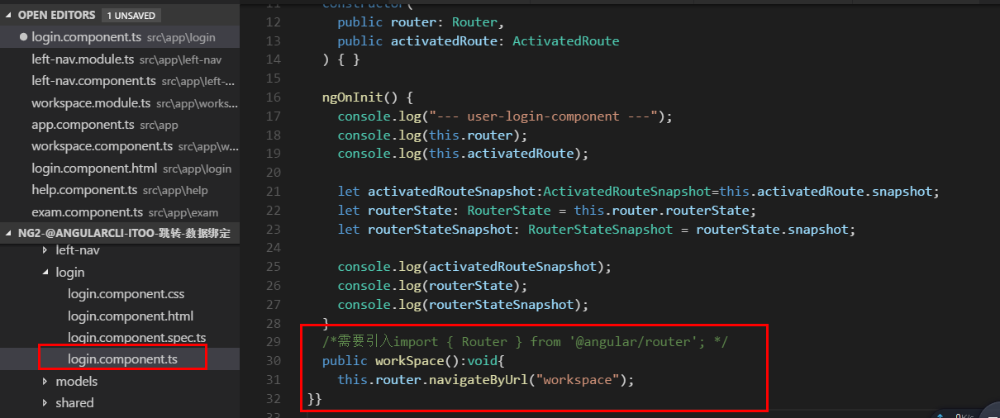 OPEN EDITORS 1 UNSAVED
login.component.ts src\app\login
left-nav.module.ts src\app\left-nav
left-nav.component.ts src\app\left-...
workspace.module.ts src\app\works...
app.component.ts src\app
workspace.component.ts src\app\w...
login.component.html src\app\login
help.component.ts src\app\help
exam.component.ts src\app\exam
NG2-@ANGULARCLI-ITOO-跳转-数据绑定
left-nav
login
login.component.css
login.component.html
login.component.spec.ts
login.component.ts
models
shared
11 constructor(
12 public router: Router,
13 public activatedRoute: ActivatedRoute
14 ) { }
15
16 ngOnInit() {
17 console.log("--- user-login-component ---");
18 console.log(this.router);
19 console.log(this.activatedRoute);
20
21 let activatedRouteSnapshot:ActivatedRouteSnapshot=this.activatedRoute.snapshot;
22 let routerState: RouterState = this.router.routerState;
23 let routerStateSnapshot: RouterStateSnapshot = routerState.snapshot;
24
25 console.log(activatedRouteSnapshot);
26 console.log(routerState);
27 console.log(routerStateSnapshot);
28 }
29 /*需要引入import { Router } from '@angular/router'; */
30 public workSpace():void{
31 this.router.navigateByUrl("workspace");
32 }}
33